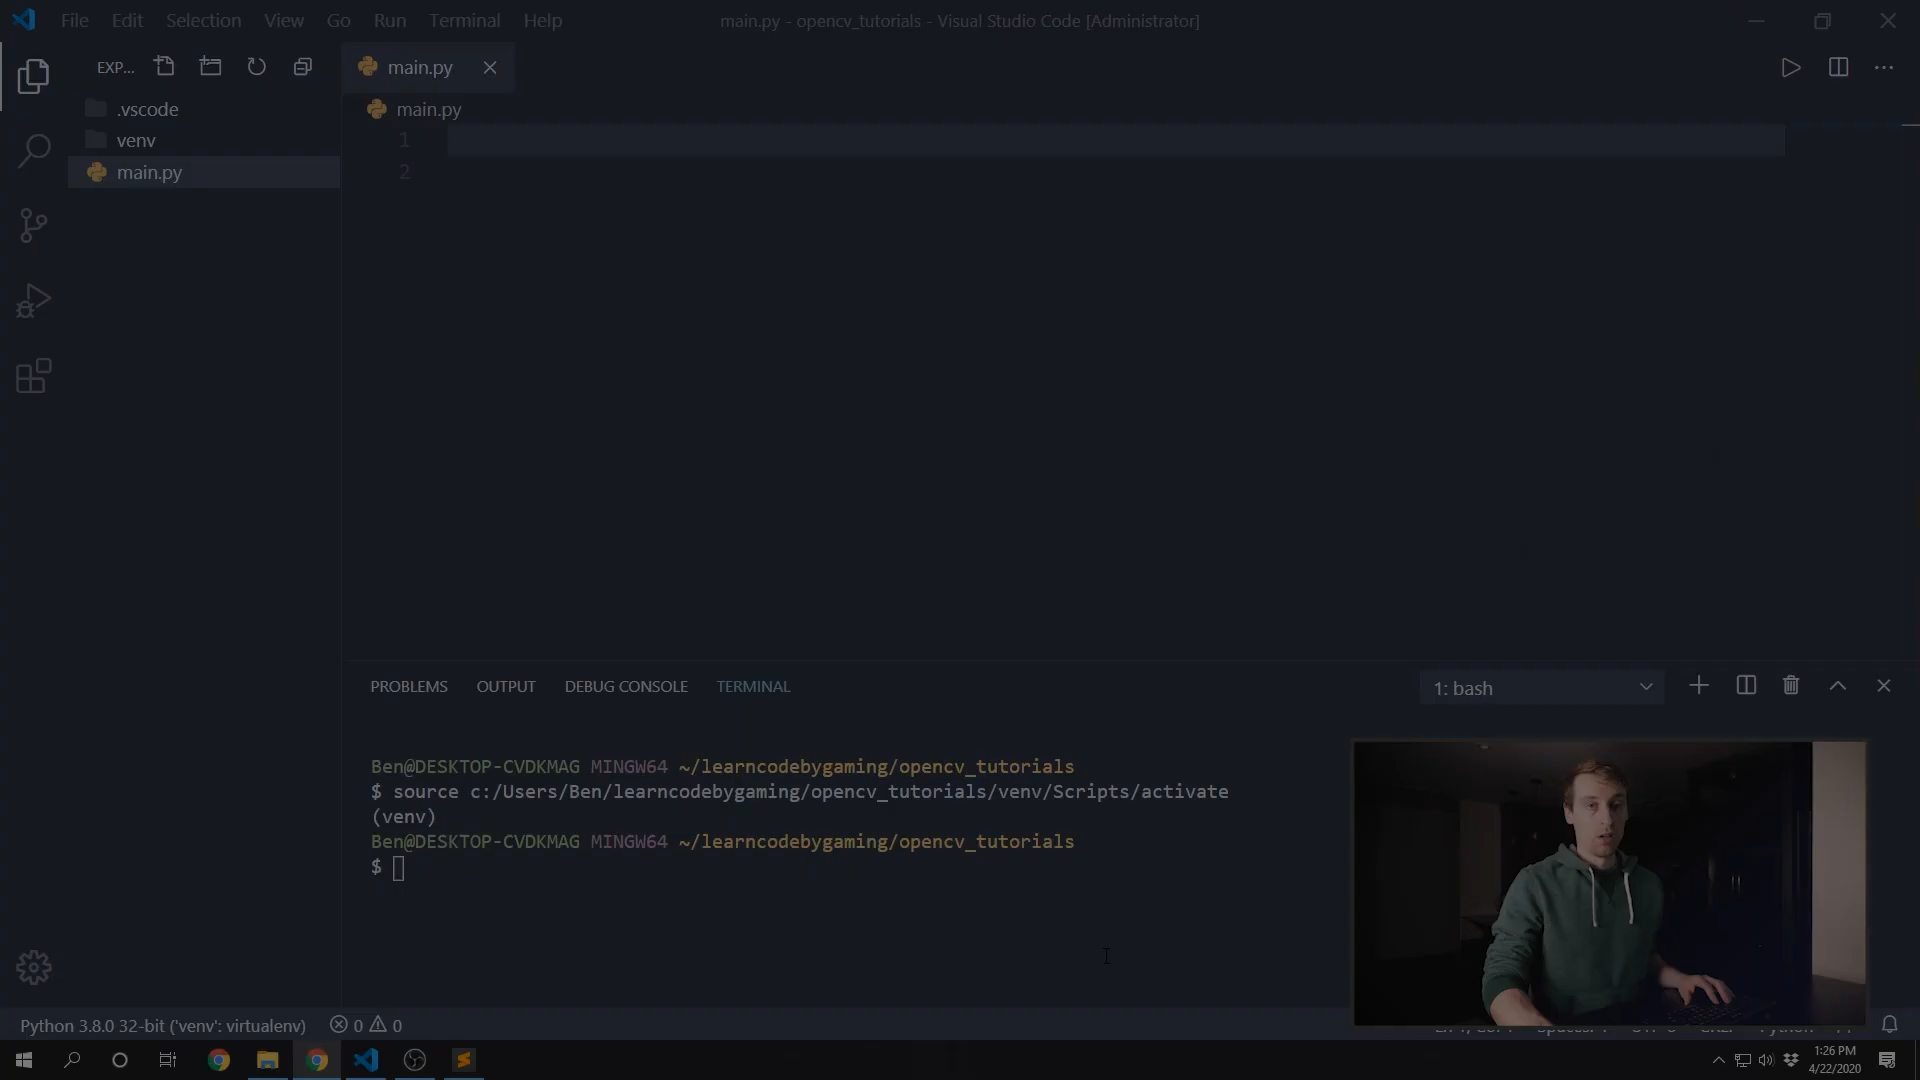 File Edit Selection View Go Run Terminal Help
main.py - opencv_tutorials - Visual Studio Code [Administrator]
EXP...
main.py
.vscode
venv
main.py
main.py
1
2
PROBLEMS OUTPUT DEBUG CONSOLE TERMINAL
1: bash
Ben@DESKTOP-CVDKMAG MINGW64 ~/learncodebygaming/opencv_tutorials
$ source c:/Users/Ben/learncodebygaming/opencv_tutorials/venv/Scripts/activate
(venv)
Ben@DESKTOP-CVDKMAG MINGW64 ~/learncodebygaming/opencv_tutorials
$
Python 3.8.0 32-bit ('venv': virtualenv) 0 0
1:26 PM
4/22/2020